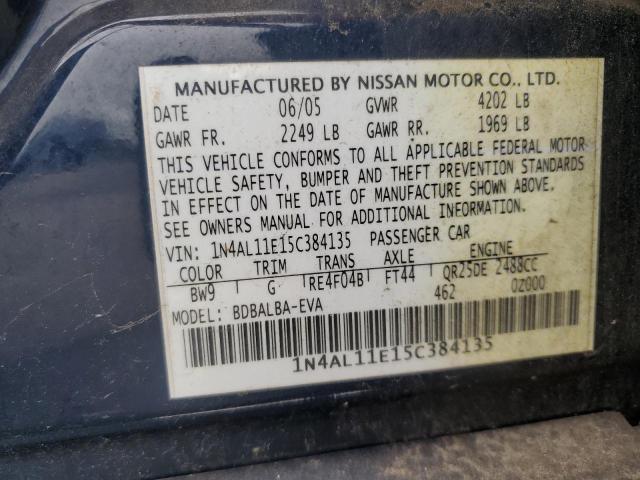 MANUFACTURED BY NISSAN MOTOR CO., LTD.
DATE 06/05 GVWR 4202 LB
GAWR FR. 2249 LB GAWR RR. 1969 LB
THIS VEHICLE CONFORMS TO ALL APPLICABLE FEDERAL MOTOR
VEHICLE SAFETY, BUMPER AND THEFT PREVENTION STANDARDS
IN EFFECT ON THE DATE OF MANUFACTURE SHOWN ABOVE.
SEE OWNERS MANUAL FOR ADDITIONAL INFORMATION.
VIN: 1N4AL11E15C384135 PASSENGER CAR
COLOR TRIM TRANS AXLE ENGINE
BW9 G RE4F04B FT44 QR25DE 2488CC
MODEL: BDBALBA-EVA 462 0Z000
1N4AL11E15C384135